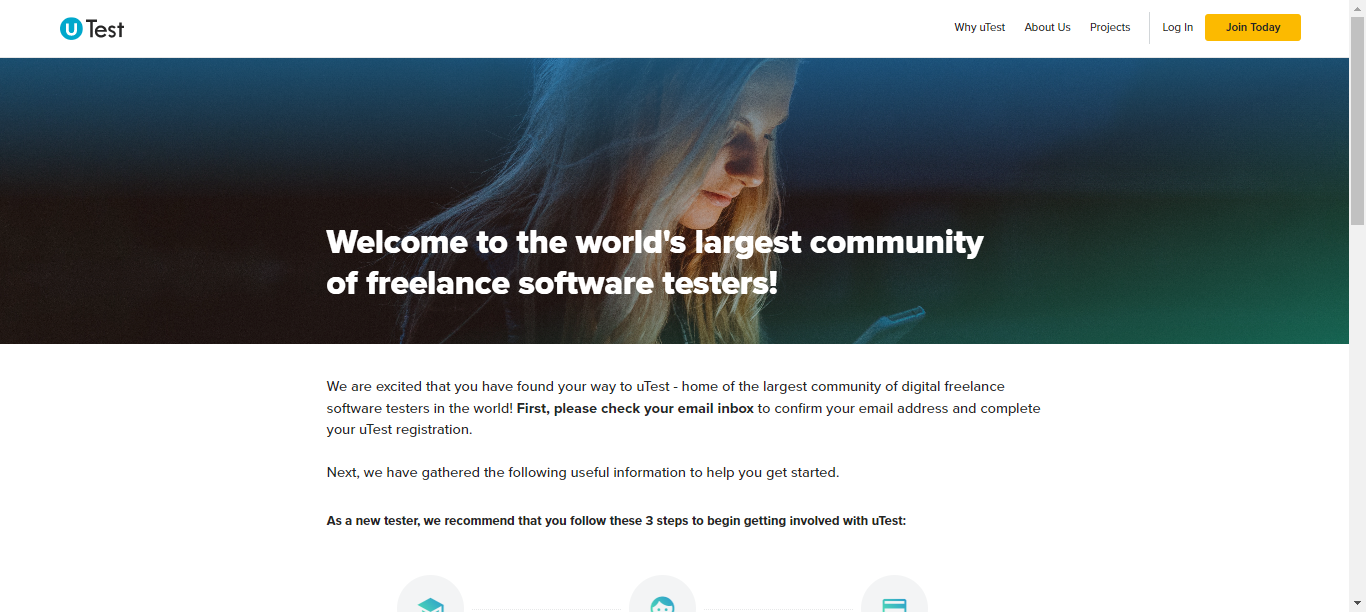 uTest
Why uTest
About Us
Projects
Log In
Join Today
Welcome to the world's largest community
of freelance software testers!
We are excited that you have found your way to uTest - home of the largest community of digital freelance
software testers in the world! First, please check your email inbox to confirm your email address and complete
your uTest registration.
Next, we have gathered the following useful information to help you get started.
As a new tester, we recommend that you follow these 3 steps to begin getting involved with uTest: